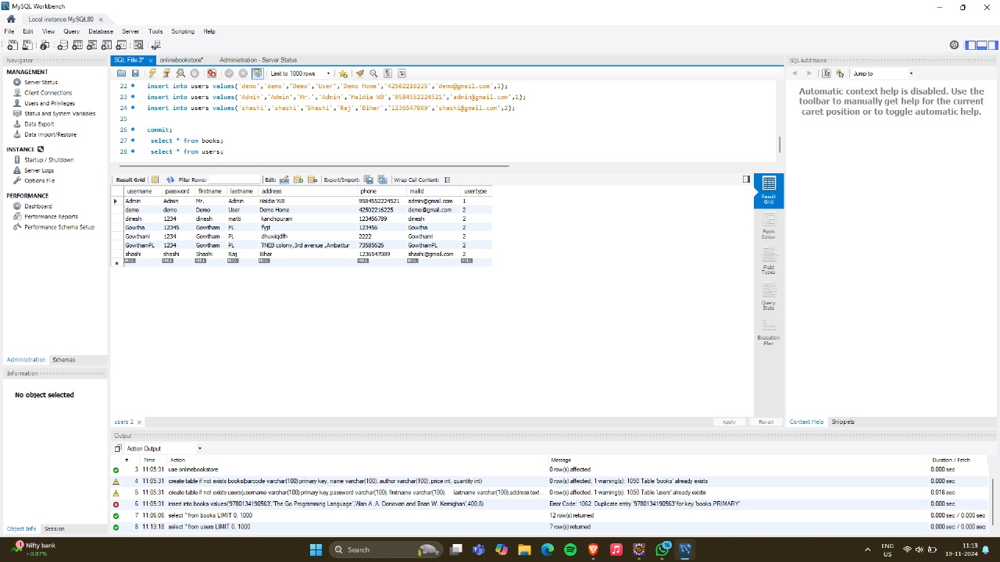 MySQL Workbench
Local instance MySQL80 ×
File Edit View Query Database Server Tools Scripting Help
Navigator
MANAGEMENT
Server Status
Client Connections
Users and Privileges
Status and System Variables
Data Export
Data Import/Restore
INSTANCE
Startup / Shutdown
Server Logs
Options File
PERFORMANCE
Dashboard
Performance Reports
Performance Schema Setup
Administration Schemas
Information
No object selected
Object Info Session
SQL File 3* × onlinebookstore* Administration - Server Status
Limit to 1000 rows
22 insert into users values('demo','demo','Demo','User','Demo Home','42502216225','demo@gmail.com',2);
23 insert into users values('Admin','Admin','Mr.','Admin','Haldia WB','9584552224521','admin@gmail.com',1);
24 insert into users values('shashi','shashi','Shashi','Raj','Bihar','1236547089','shashi@gmail.com',2);
25
26 commit;
27 select * from books;
28 select * from users;
Result Grid Filter Rows: Edit: Export/Import: Wrap Cell Content:
username password firstname lastname address phone mailid usertype
Admin Admin Mr. Admin Haldia WB 9584552224521 admin@gmail.com 1
demo demo Demo User Demo Home 42502216225 demo@gmail.com 2
dinesh 1234 dinesh matb kanchipuram 123456789 dinesh 2
Gowtha 12345 Gowtham PL fyjt 123456 Gowtha 2
Gowthami 1234 Gowtham PL dhuwiqdfh 2222 Gowthami 2
GowthamPL 1234 Gowtham PL TNEB colony,3rd avenue ,Ambattur 73585626 GowthamPL 2
shashi shashi Shashi Raj Bihar 1236547089 shashi@gmail.com 2
NULL NULL NULL NULL NULL NULL NULL NULL
Result Grid
Form Editor
Field Types
Query Stats
Execution Plan
users 2 × Apply Revert
SQL Additions
Jump to
Automatic context help is disabled. Use the
toolbar to manually get help for the current
caret position or to toggle automatic help.
Context Help Snippets
Output
Action Output
# Time Action Message Duration / Fetch
3 11:05:31 use onlinebookstore 0 row(s) affected 0.000 sec
4 11:05:31 create table if not exists books(barcode varchar(100) primary key, name varchar(100), author varchar(100), price int, quantity int) 0 row(s) affected, 1 warning(s): 1050 Table 'books' already exists 0.000 sec
5 11:05:31 create table if not exists users(username varchar(100) primary key,password varchar(100), firstname varchar(100), lastname varchar(100),address text... 0 row(s) affected, 1 warning(s): 1050 Table 'users' already exists 0.016 sec
6 11:05:31 insert into books values('9780134190563','The Go Programming Language','Alan A. A. Donovan and Brian W. Kernighan',400,8) Error Code: 1062. Duplicate entry '9780134190563' for key 'books.PRIMARY' 0.000 sec
7 11:06:06 select * from books LIMIT 0, 1000 12 row(s) returned 0.000 sec / 0.000 sec
8 11:13:18 select * from users LIMIT 0, 1000 7 row(s) returned 0.000 sec / 0.000 sec
Nifty bank
+0.87%
Search
16
ENG
US
11:13
19-11-2024